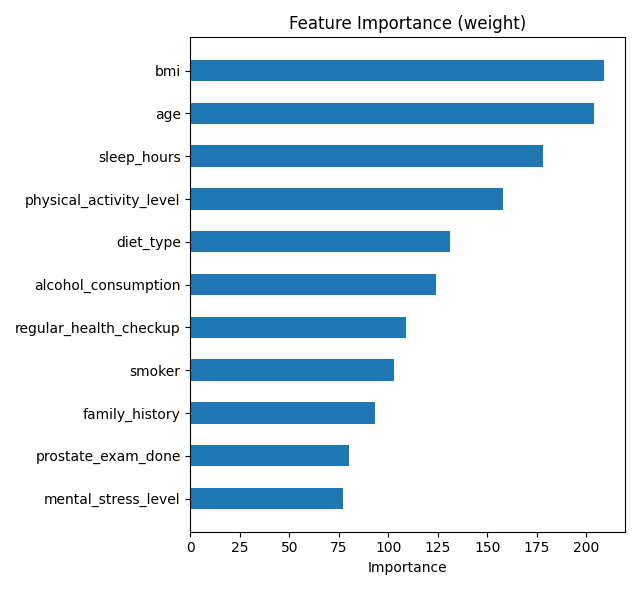 Feature Importance (weight)
bmi
age
sleep_hours
physical_activity_level
diet_type
alcohol_consumption
regular_health_checkup
smoker
family_history
prostate_exam_done
mental_stress_level
0 25 50 75 100 125 150 175 200
Importance